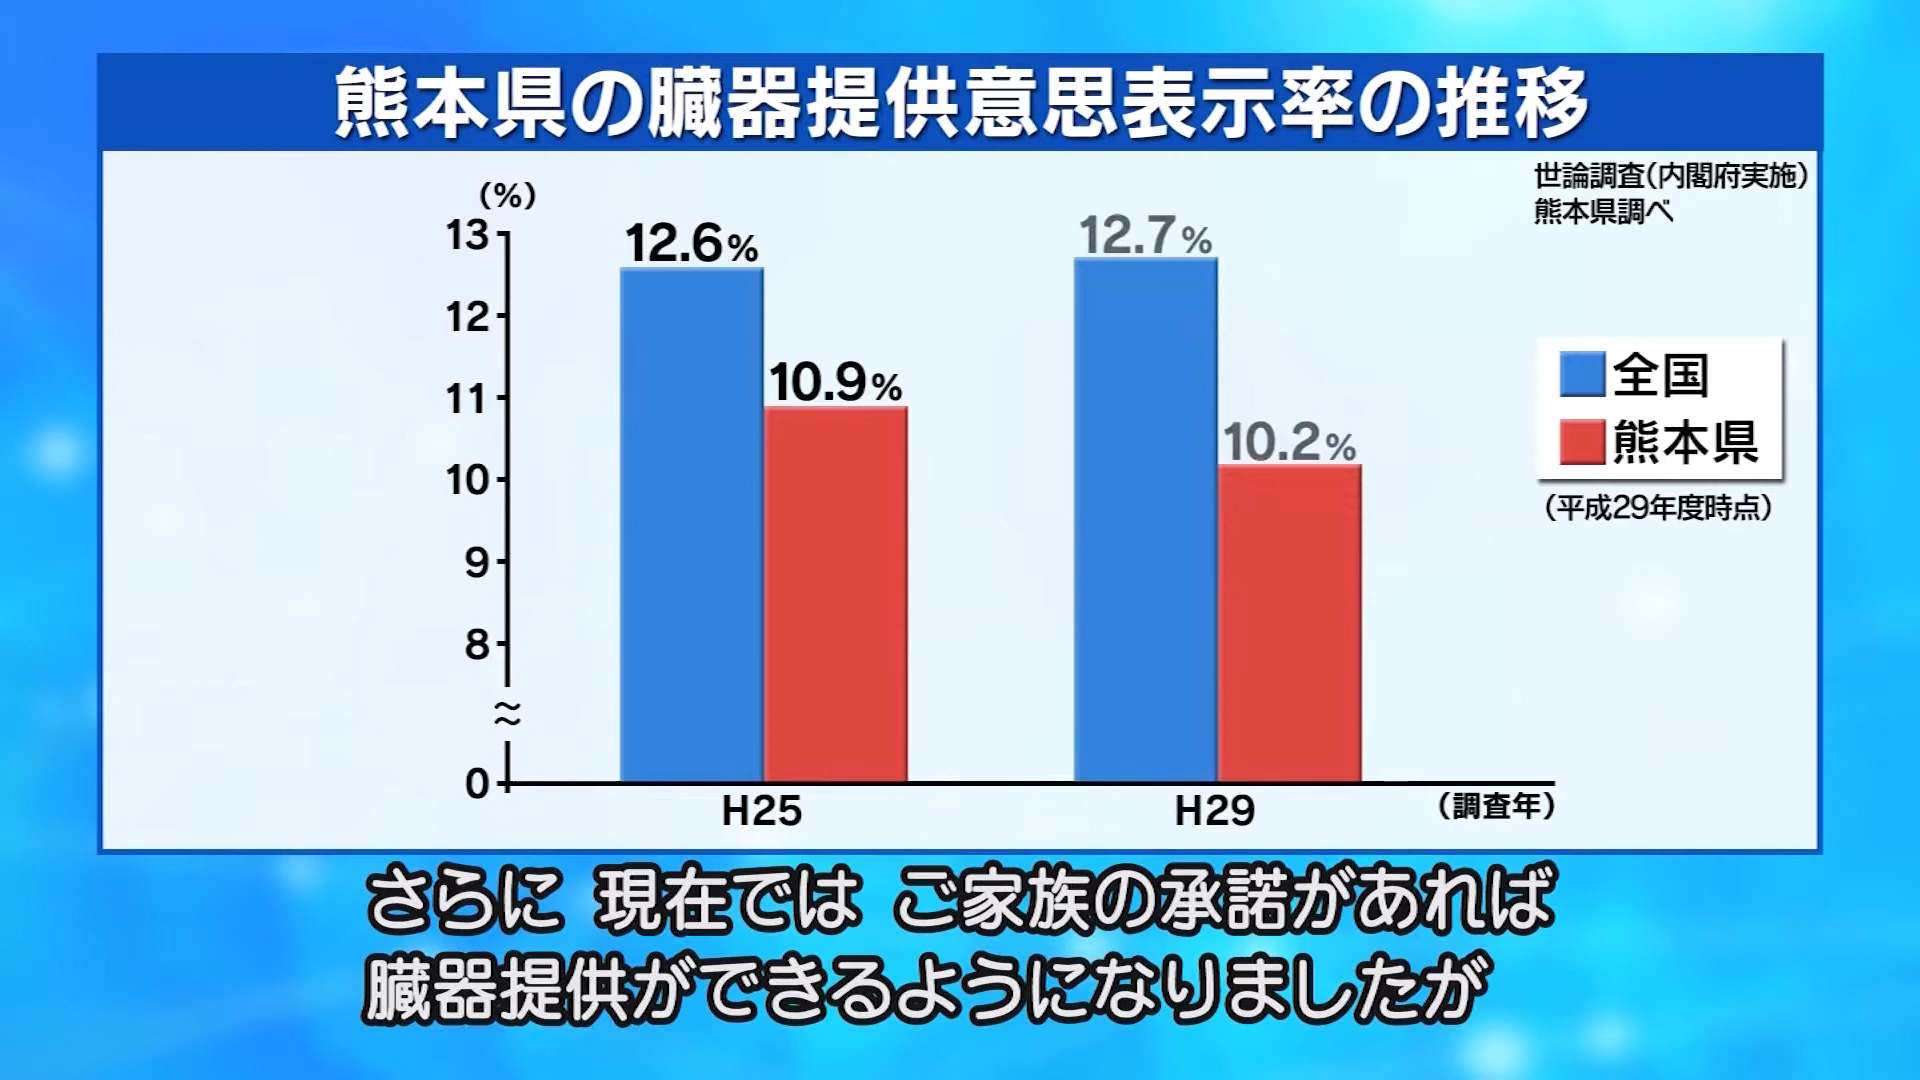 熊本県の臓器提供意思表示率の推移
世論調査(内閣府実施)
熊本県調べ
(%)
13
12
11
10
9
8
0
12.6%
10.9%
12.7%
10.2%
H25
H29
(調査年)
全国
熊本県
(平成29年度時点)
さらに 現在では ご家族の承諾があれば
臓器提供ができるようになりましたが